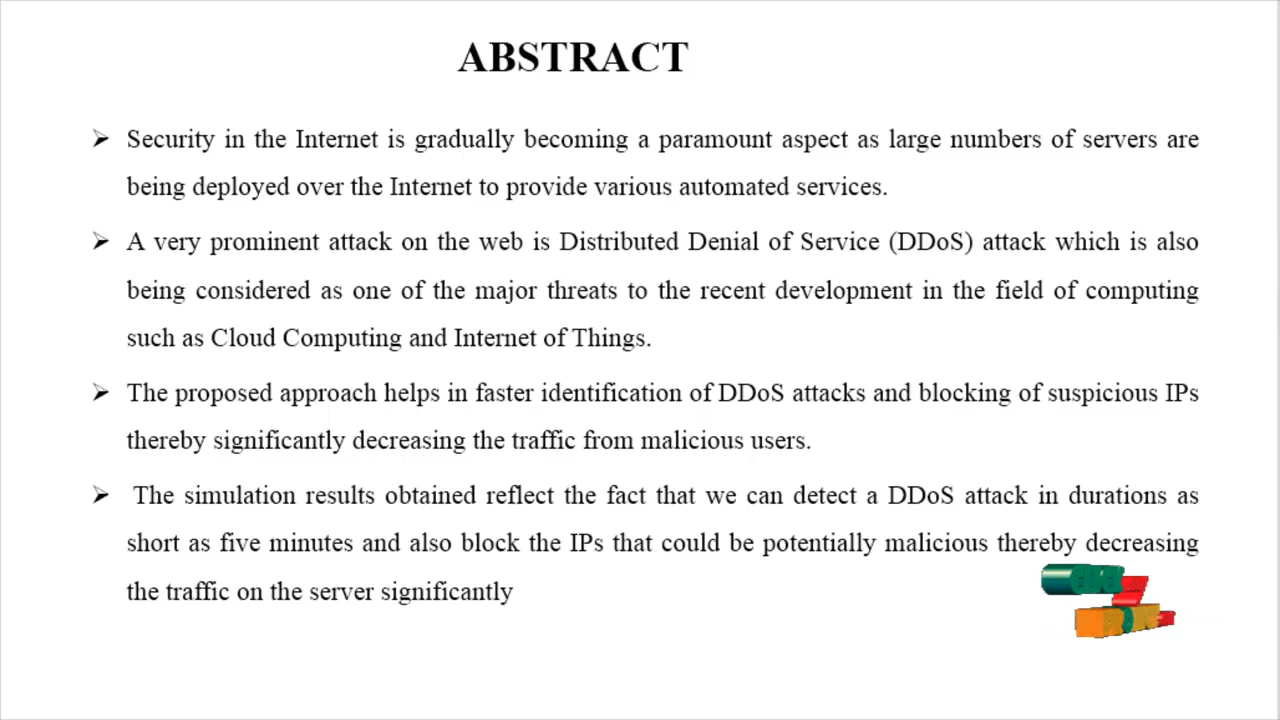 ABSTRACT
➢ Security in the Internet is gradually becoming a paramount aspect as large numbers of servers are
being deployed over the Internet to provide various automated services.
➢ A very prominent attack on the web is Distributed Denial of Service (DDoS) attack which is also
being considered as one of the major threats to the recent development in the field of computing
such as Cloud Computing and Internet of Things.
➢ The proposed approach helps in faster identification of DDoS attacks and blocking of suspicious IPs
thereby significantly decreasing the traffic from malicious users.
➢ The simulation results obtained reflect the fact that we can detect a DDoS attack in durations as
short as five minutes and also block the IPs that could be potentially malicious thereby decreasing
the traffic on the server significantly